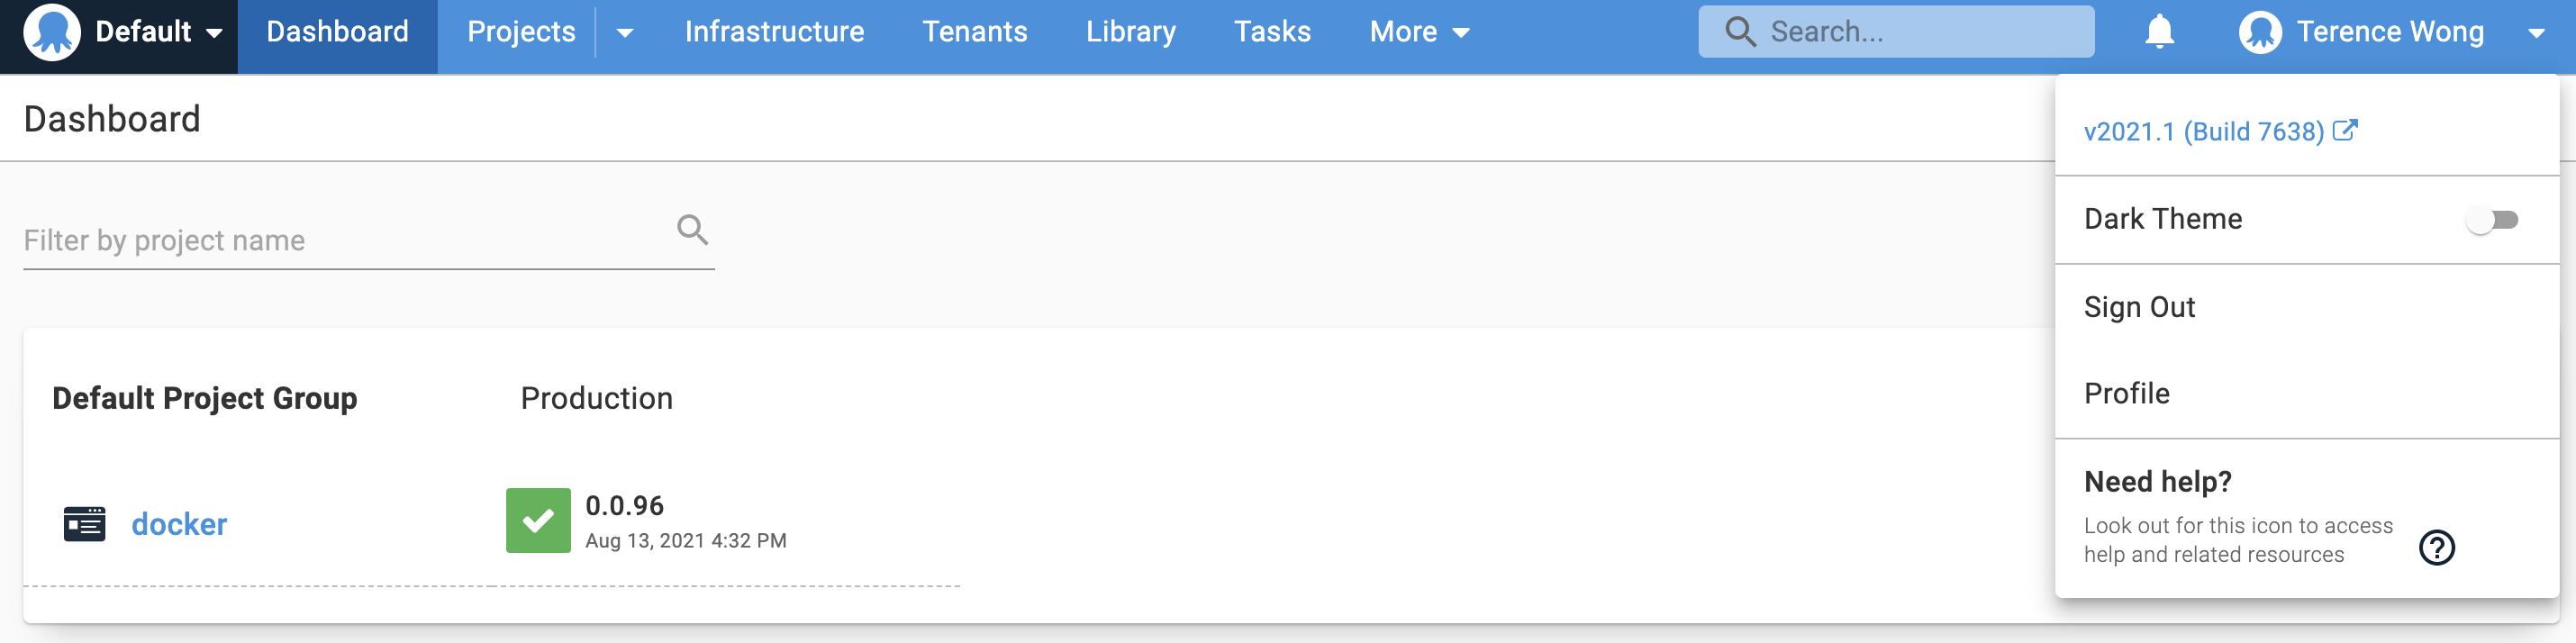 Default
Dashboard
Projects
Infrastructure
Tenants
Library
Tasks
More
Search...
Terence Wong
Dashboard
v2021.1 (Build 7638)
Dark Theme
Sign Out
Profile
Need help?
Look out for this icon to access
help and related resources
Filter by project name
Default Project Group
Production
docker
0.0.96
Aug 13, 2021 4:32 PM